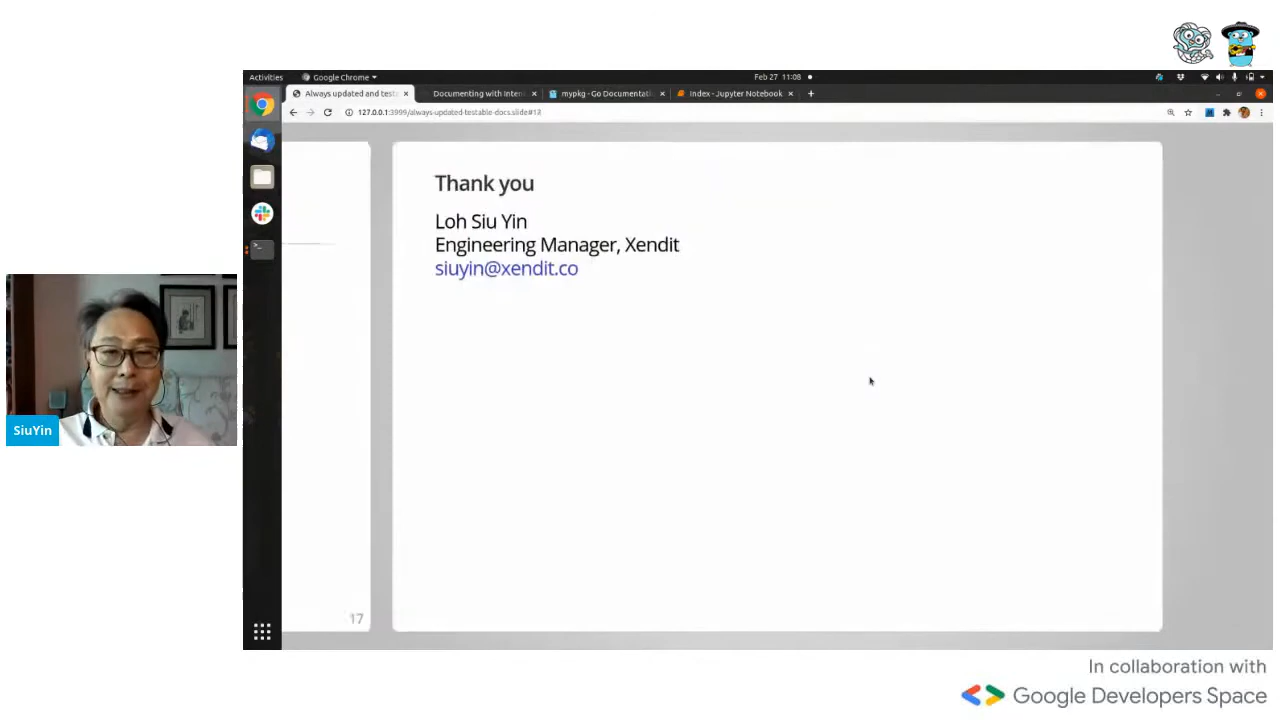 Activities
Google Chrome
Feb 27 11:08
Always updated and test
Documenting with Inten
mypkg - Go Documentati
Index - Jupyter Notebook
127.0.0.1:3999/always-updated-testable-docs.slide#13
Thank you
Loh Siu Yin
Engineering Manager, Xendit
siuyin@xendit.co
SiuYin
17
In collaboration with
Google Developers Space